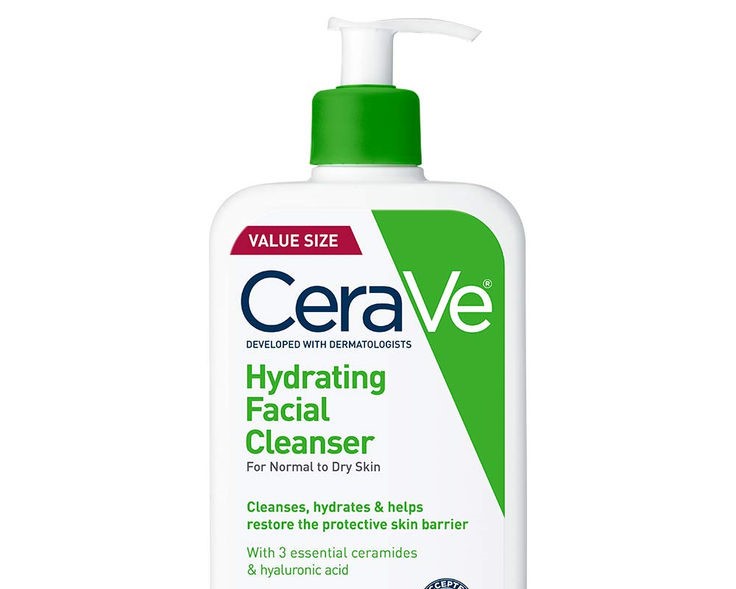 VALUE SIZE
CeraVe®
DEVELOPED WITH DERMATOLOGISTS
Hydrating
Facial
Cleanser
For Normal to Dry Skin
Cleanses, hydrates & helps
restore the protective skin barrier
With 3 essential ceramides
& hyaluronic acid